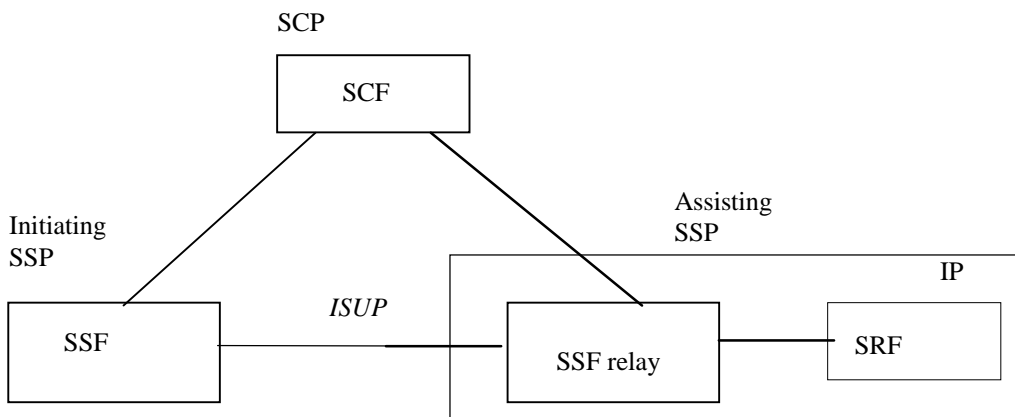 SCP
SCF
Initiating
SSP
Assisting
SSP
IP
ISUP
SSF
SSF relay
SRF